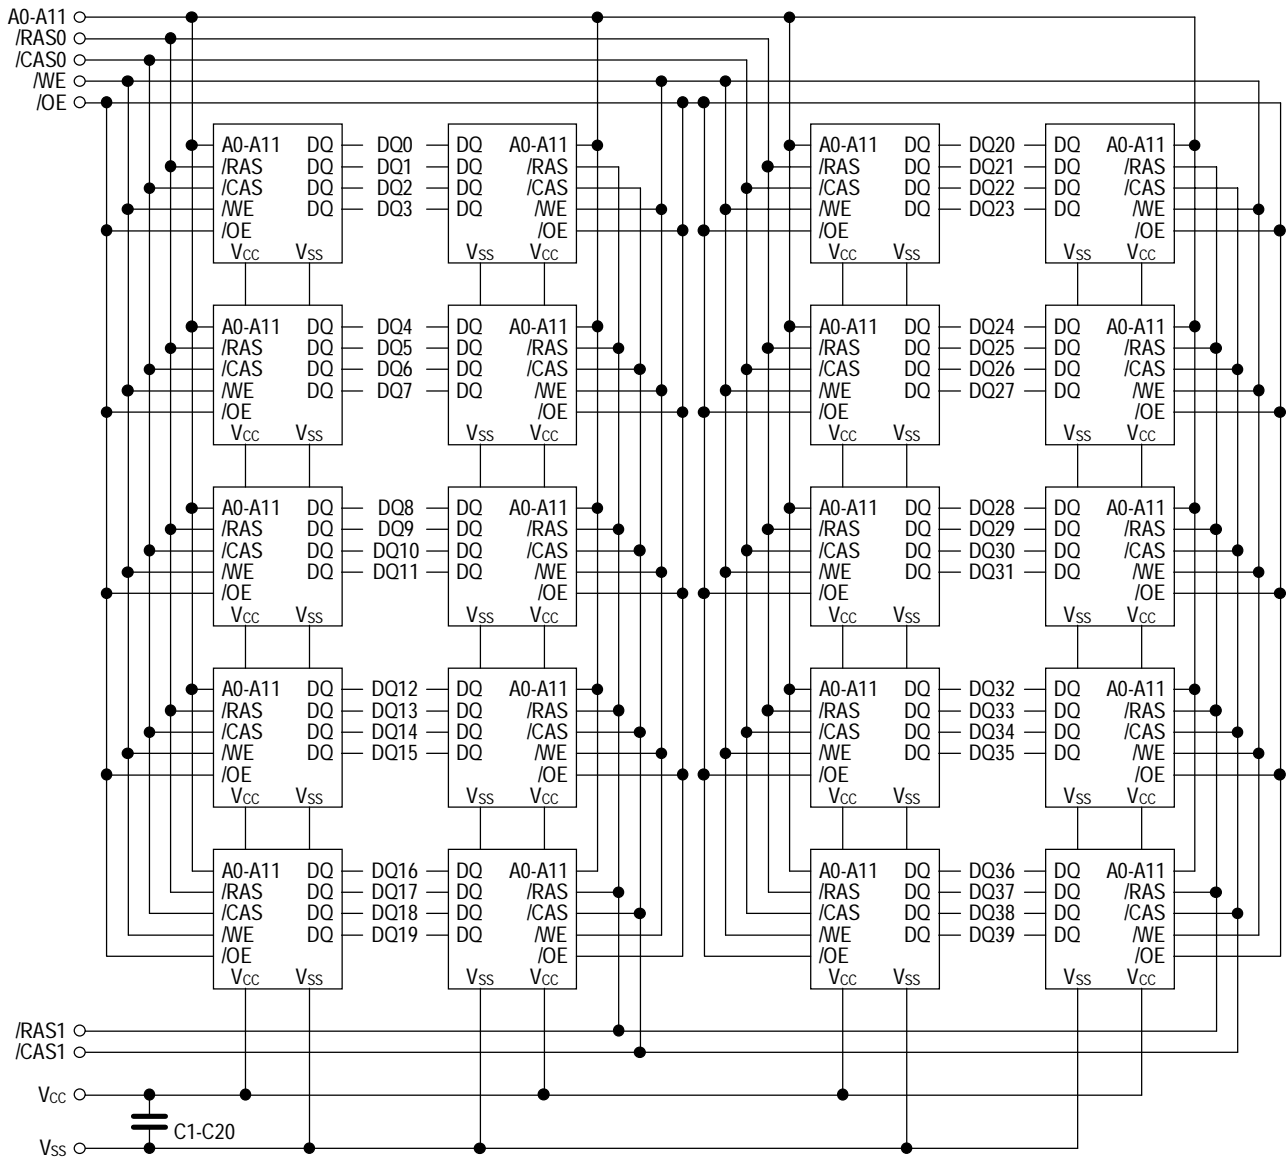 A0-A11
/RAS0
/CAS0
/WE
/OE
A0-A11 DQ DQ0 DQ A0-A11 A0-A11 DQ DQ20 DQ A0-A11
/RAS DQ DQ1 DQ /RAS /RAS DQ DQ21 DQ /RAS
/CAS DQ DQ2 DQ /CAS /CAS DQ DQ22 DQ /CAS
/WE DQ DQ3 DQ /WE /WE DQ DQ23 DQ /WE
/OE /OE /OE /OE
VCC VSS VSS VCC VCC VSS VSS VCC
A0-A11 DQ DQ4 DQ A0-A11 A0-A11 DQ DQ24 DQ A0-A11
/RAS DQ DQ5 DQ /RAS /RAS DQ DQ25 DQ /RAS
/CAS DQ DQ6 DQ /CAS /CAS DQ DQ26 DQ /CAS
/WE DQ DQ7 DQ /WE /WE DQ DQ27 DQ /WE
/OE /OE /OE /OE
VCC VSS VSS VCC VCC VSS VSS VCC
A0-A11 DQ DQ8 DQ A0-A11 A0-A11 DQ DQ28 DQ A0-A11
/RAS DQ DQ9 DQ /RAS /RAS DQ DQ29 DQ /RAS
/CAS DQ DQ10 DQ /CAS /CAS DQ DQ30 DQ /CAS
/WE DQ DQ11 DQ /WE /WE DQ DQ31 DQ /WE
/OE /OE /OE /OE
VCC VSS VSS VCC VCC VSS VSS VCC
A0-A11 DQ DQ12 DQ A0-A11 A0-A11 DQ DQ32 DQ A0-A11
/RAS DQ DQ13 DQ /RAS /RAS DQ DQ33 DQ /RAS
/CAS DQ DQ14 DQ /CAS /CAS DQ DQ34 DQ /CAS
/WE DQ DQ15 DQ /WE /WE DQ DQ35 DQ /WE
/OE /OE /OE /OE
VCC VSS VSS VCC VCC VSS VSS VCC
A0-A11 DQ DQ16 DQ A0-A11 A0-A11 DQ DQ36 DQ A0-A11
/RAS DQ DQ17 DQ /RAS /RAS DQ DQ37 DQ /RAS
/CAS DQ DQ18 DQ /CAS /CAS DQ DQ38 DQ /CAS
/WE DQ DQ19 DQ /WE /WE DQ DQ39 DQ /WE
/OE /OE /OE /OE
VCC VSS VSS VCC VCC VSS VSS VCC
/RAS1
/CAS1
VCC
C1-C20
VSS